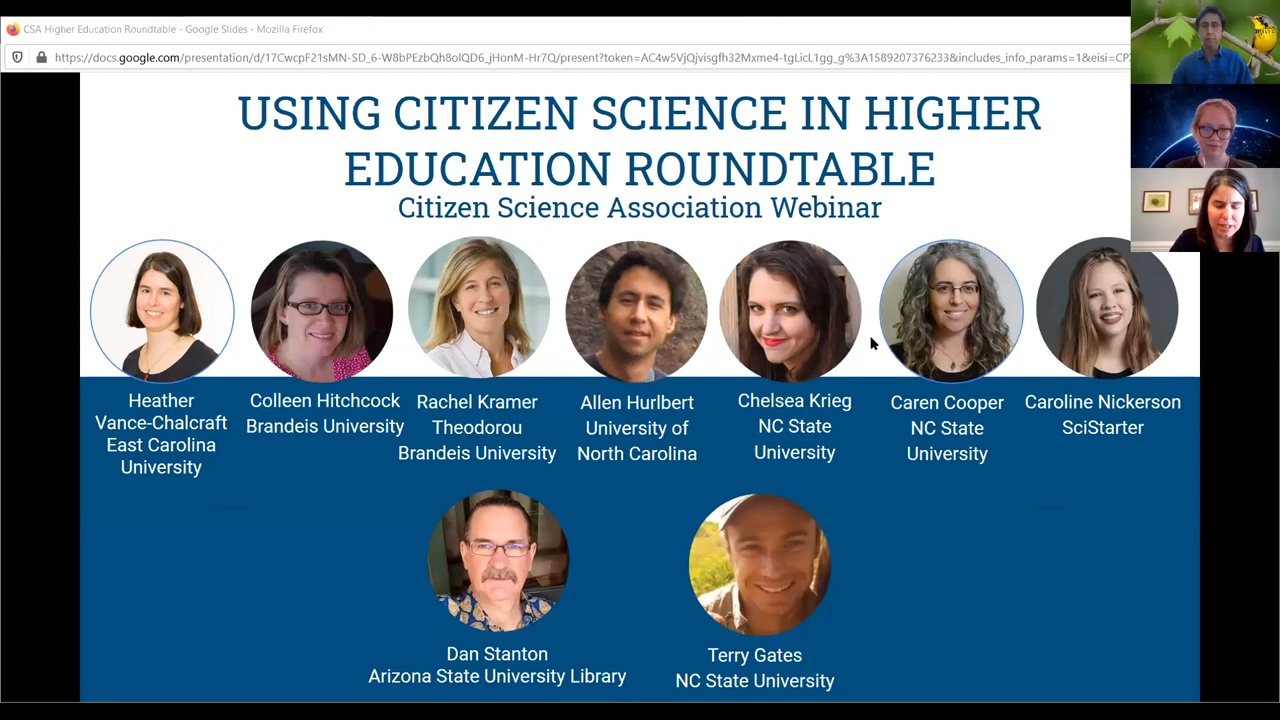 CSA Higher Education Roundtable - Google Slides - Mozilla Firefox
https://docs.google.com/presentation/d/17CwcpF21sMN-SD_6-W8bPEzbQh8olQD6_jHonM-Hr7Q/present?token=AC4w5VjQjvisgfh32Mxme4-tgLicL1gg_g%3A1589207376233&includes_info_params=1&eisi=CP
USING CITIZEN SCIENCE IN HIGHER
EDUCATION ROUNDTABLE
Citizen Science Association Webinar
Heather
Vance-Chalcraft
East Carolina
University
Colleen Hitchcock
Brandeis University
Rachel Kramer
Theodorou
Brandeis University
Allen Hurlbert
University of
North Carolina
Chelsea Krieg
NC State
University
Caren Cooper
NC State
University
Caroline Nickerson
SciStarter
Dan Stanton
Arizona State University Library
Terry Gates
NC State University